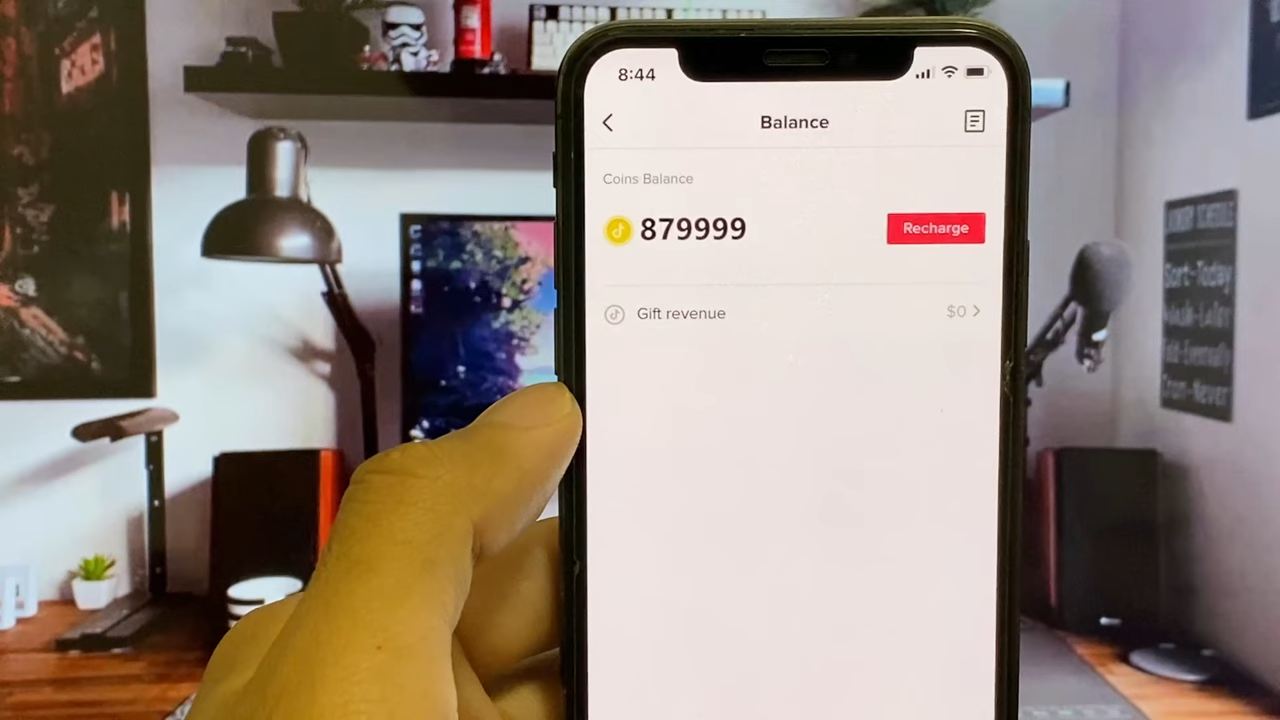 8:44
Balance
Coins Balance
879999
Recharge
Gift revenue
$0